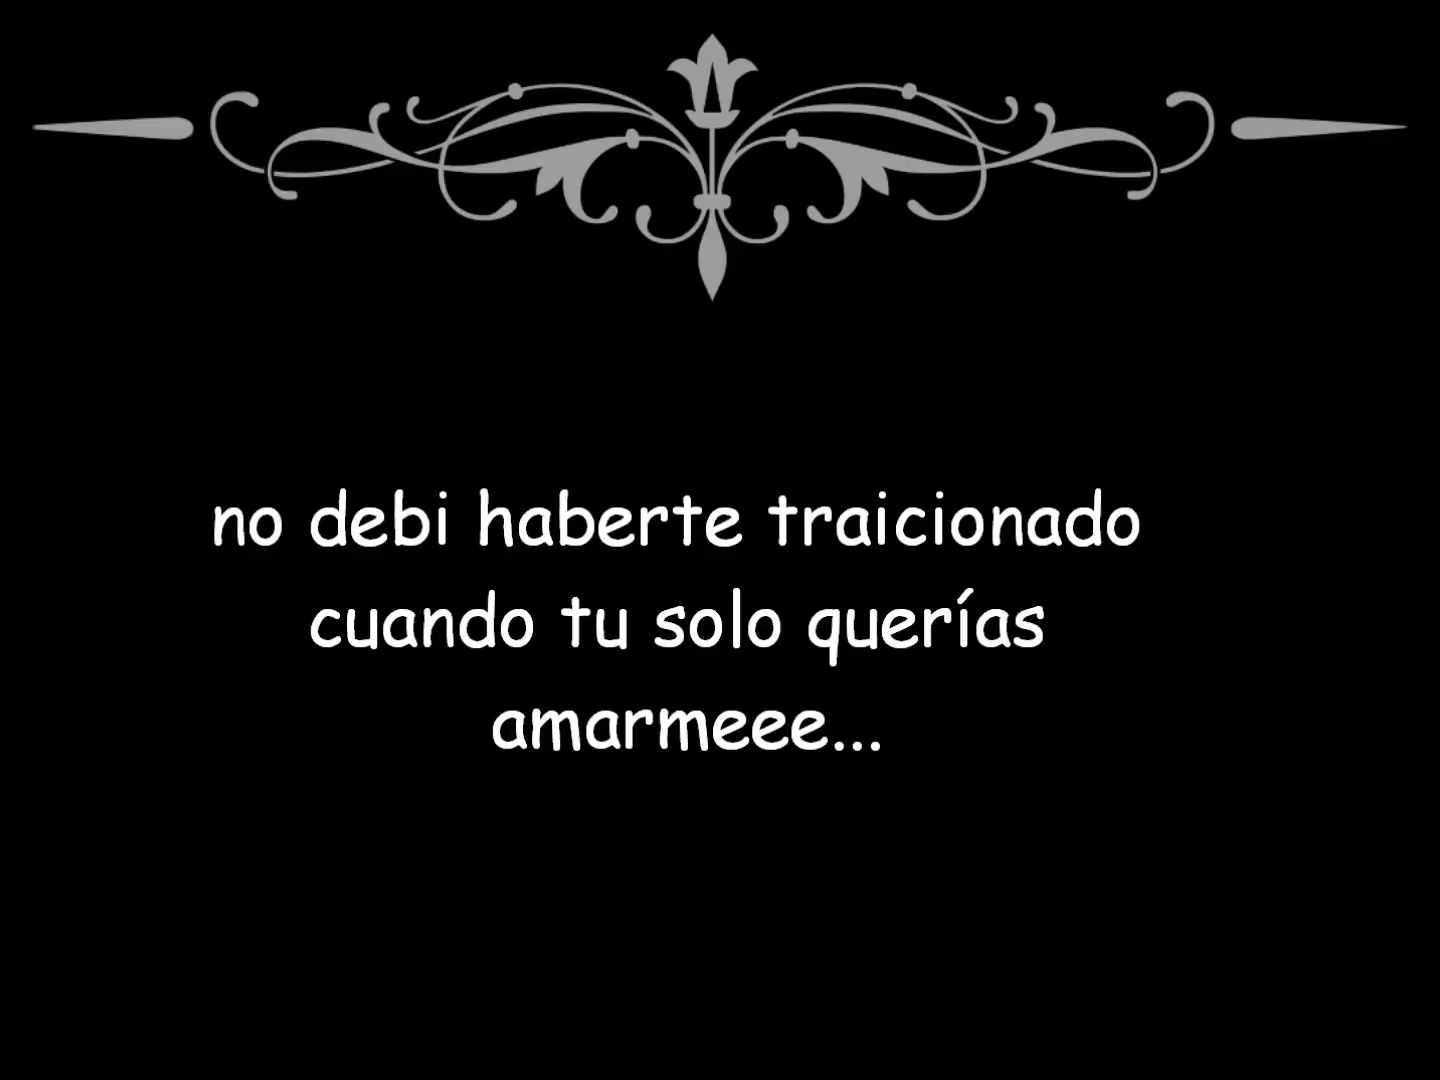 no debi haberte traicionado
cuando tu solo querías
amarmeee...